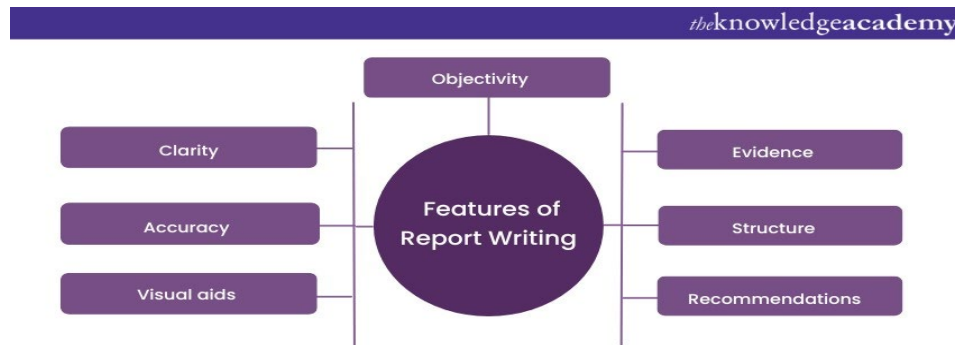 theknowledgeacademy
Objectivity
Clarity
Accuracy
Visual aids
Features of
Report Writing
Evidence
Structure
Recommendations